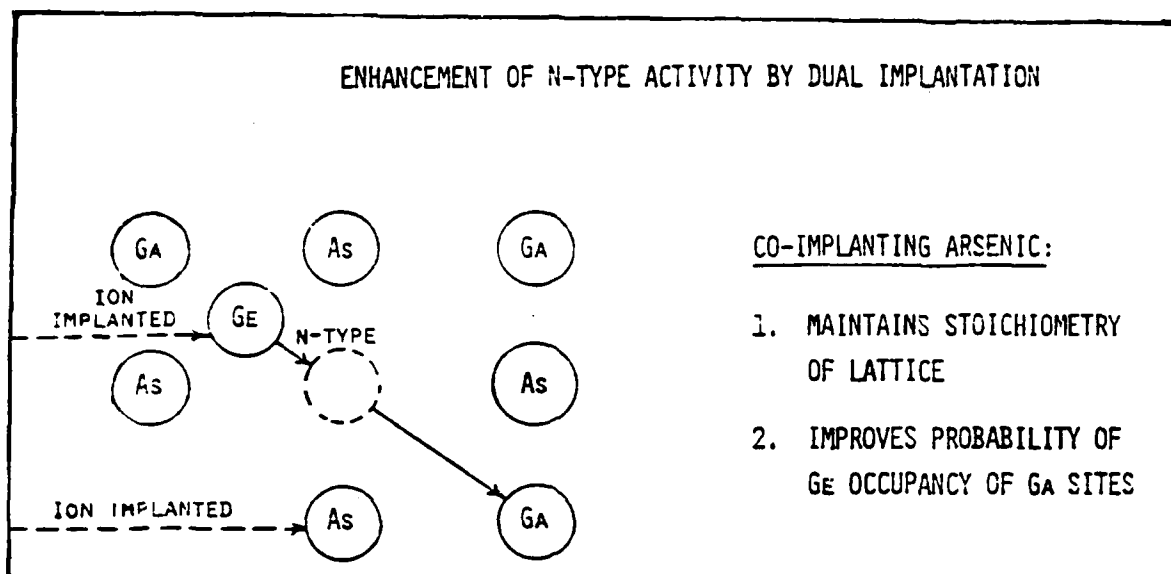 ENHANCEMENT OF N-TYPE ACTIVITY BY DUAL IMPLANTATION
GA As GA
ION
IMPLANTED
GE
N-TYPE
As As
ION IMPLANTED
As GA
CO-IMPLANTING ARSENIC:
1. MAINTAINS STOICHIOMETRY
OF LATTICE
2. IMPROVES PROBABILITY OF
GE OCCUPANCY OF GA SITES